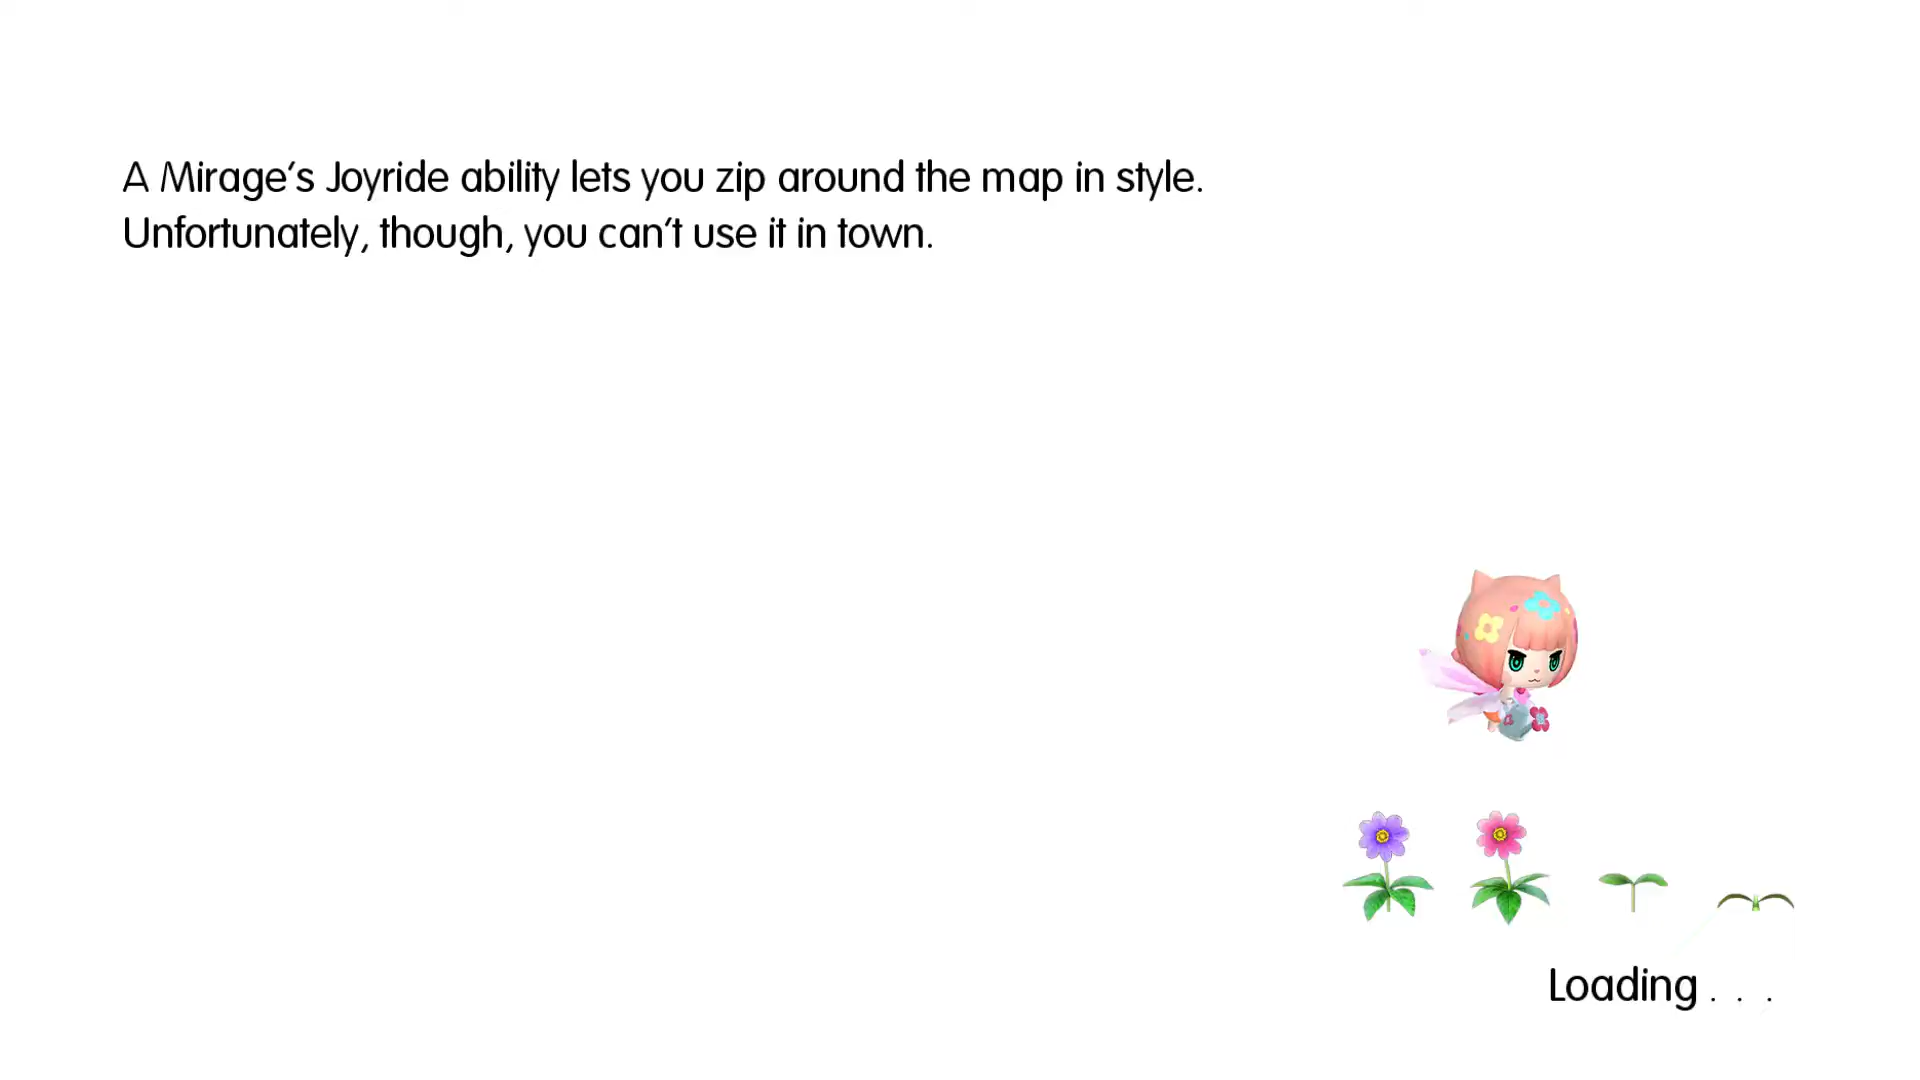 A Mirage's Joyride ability lets you zip around the map in style.
Unfortunately, though, you can't use it in town.
Loading . . .